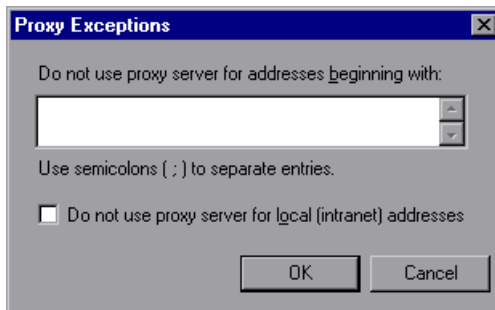 Proxy Exceptions
Do not use proxy server for addresses beginning with:
Use semicolons ( ; ) to separate entries.
Do not use proxy server for local (intranet) addresses
OK Cancel